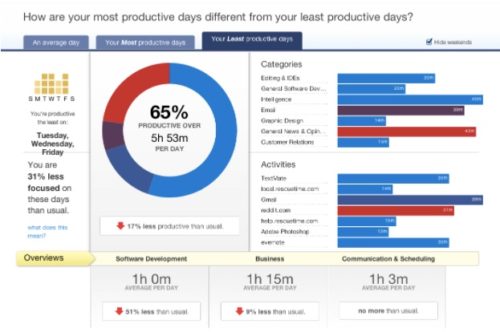 How are your most productive days different from your least productive days?
An average day
Your Most productive days
Your Least productive days
Hide weekends
S M T W T F S
You're productive
the least on:
Tuesday,
Wednesday,
Friday
You are
31% less
focused on
these days
than usual.
what does this
mean?
65%
PRODUCTIVE OVER
5h 53m
PER DAY
17% less productive than usual.
Categories
Editing & IDEs
General Software Dev...
Intelligence
Email
Graphic Design
General News & Opin...
Customer Relations
Activities
TextMate
local.rescuetime.com
Gmail
reddit.com
help.rescuetime.com
Adobe Photoshop
evernote
Overviews
Software Development
Business
Communication & Scheduling
1h 0m
AVERAGE PER DAY
1h 15m
AVERAGE PER DAY
1h 3m
AVERAGE PER DAY
51% less than usual.
9% less than usual.
no more than usual.